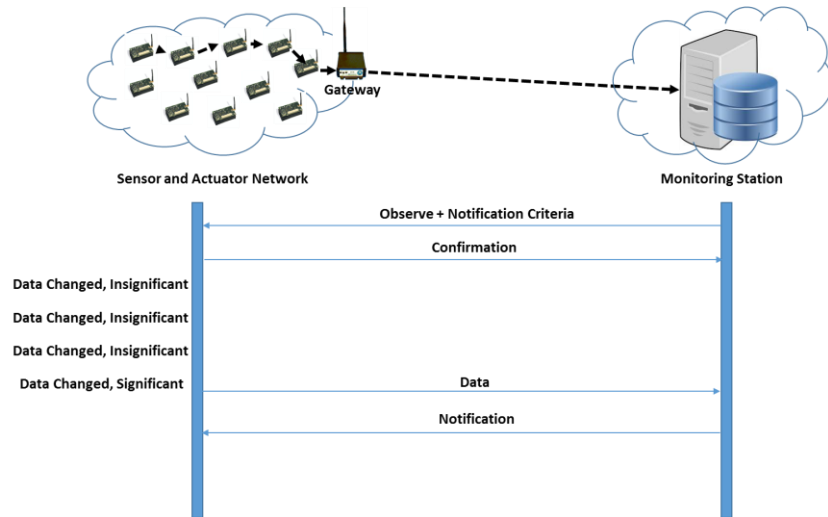 Gateway
Sensor and Actuator Network
Monitoring Station
Observe + Notification Criteria
Confirmation
Data Changed, Insignificant
Data Changed, Insignificant
Data Changed, Insignificant
Data Changed, Significant
Data
Notification